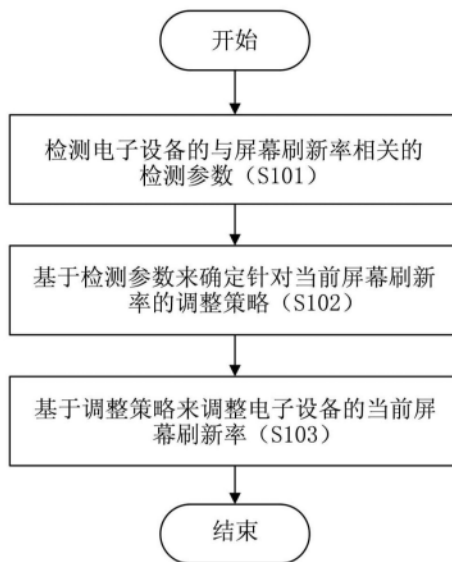 开始
检测电子设备的与屏幕刷新率相关的
检测参数（S101）
基于检测参数来确定针对当前屏幕刷新
率的调整策略（S102）
基于调整策略来调整电子设备的当前屏
幕刷新率（S103）
结束